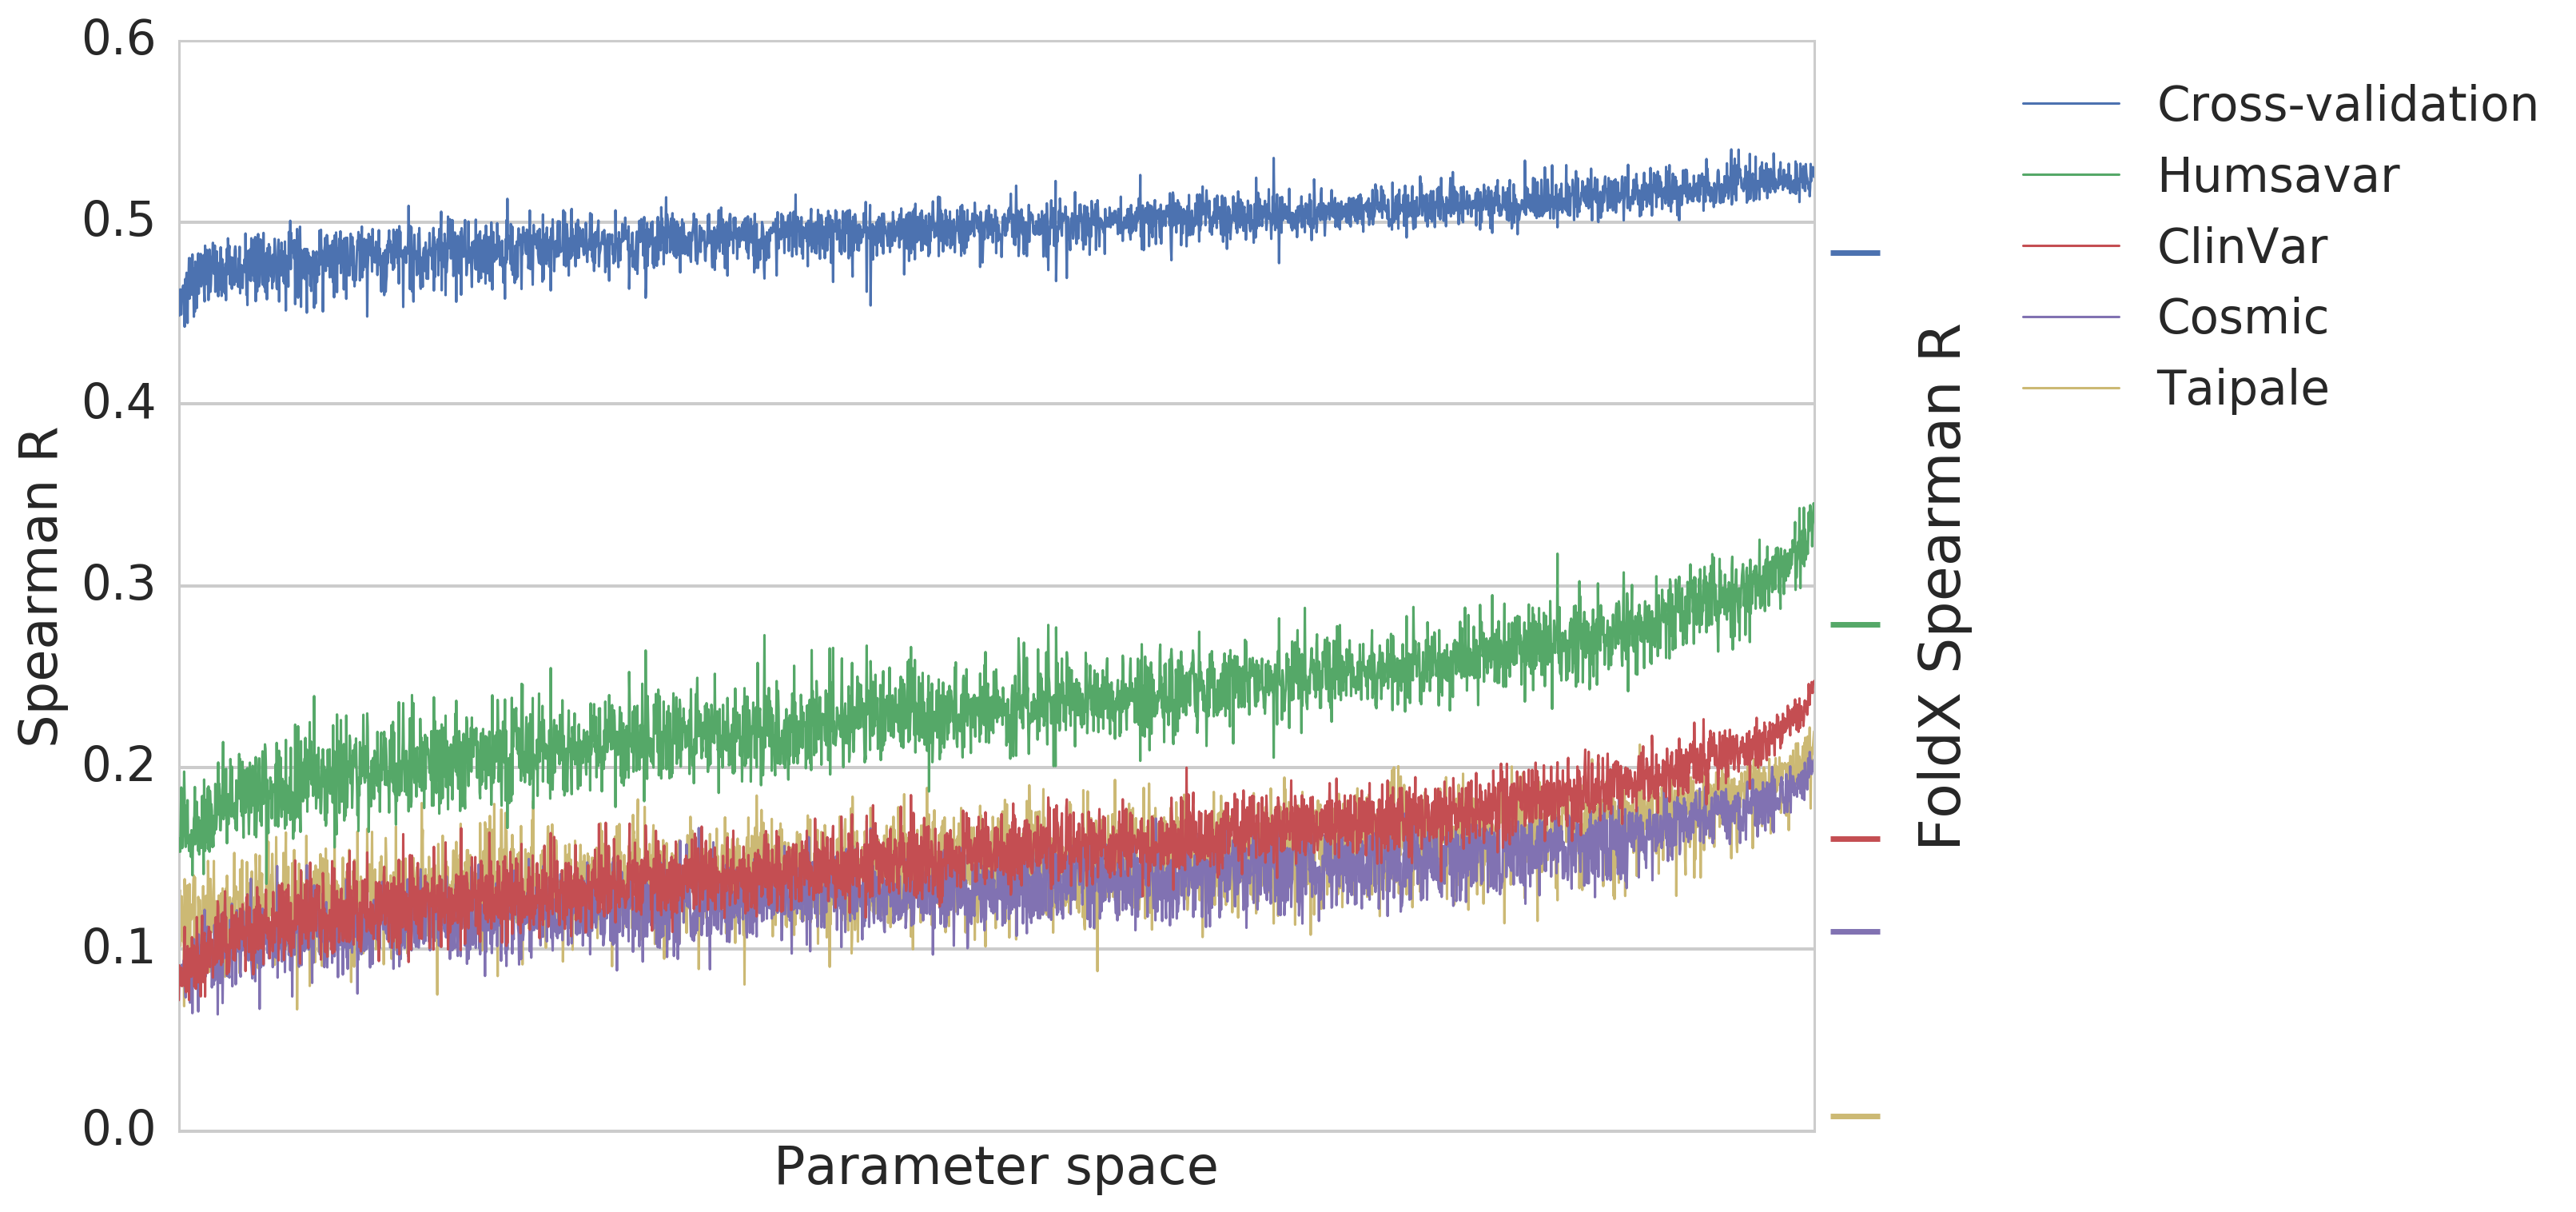 0.6
0.5
0.4
0.3
0.2
0.1
0.0
Spearman R
Parameter space
FoldX Spearman R
Cross-validation
Humsavar
ClinVar
Cosmic
Taipale